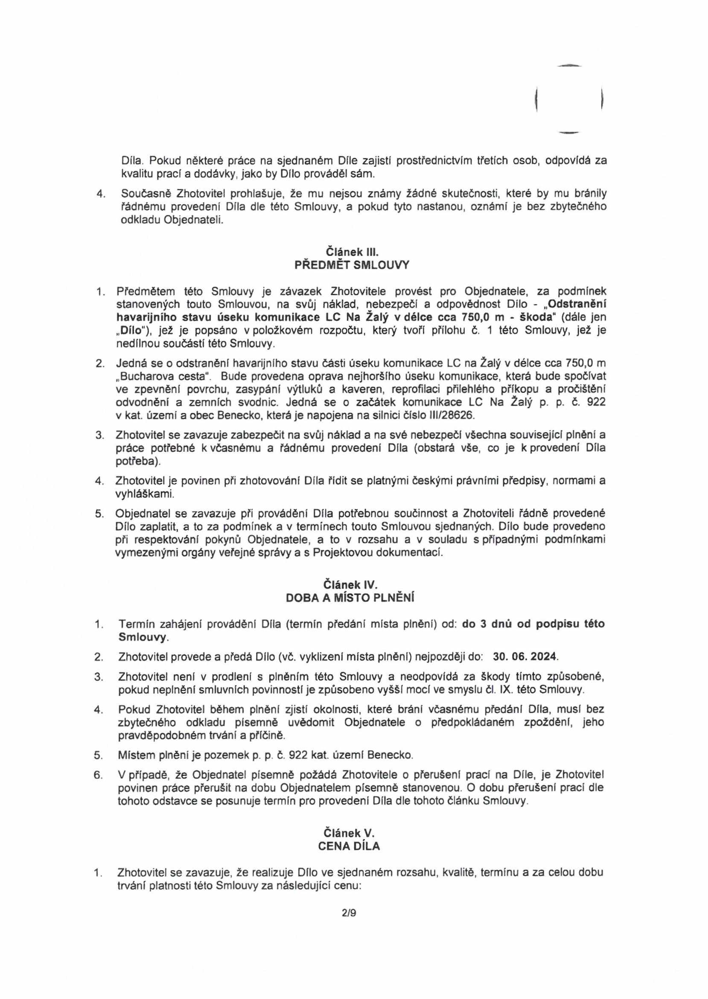 Díla. Pokud některé práce na sjednaném Díle zajistí prostřednictvím třetích osob, odpovídá za
kvalitu prací a dodávky, jako by Dílo prováděl sám.
4. Současně Zhotovitel prohlašuje, že mu nejsou známy žádné skutečnosti, které by mu bránily
řádnému provedení Díla dle této Smlouvy, a pokud tyto nastanou, oznámí je bez zbytečného
odkladu Objednateli.
Článek III.
PŘEDMĚT SMLOUVY
1. Předmětem této Smlouvy je závazek Zhotovitele provést pro Objednatele, za podmínek
stanovených touto Smlouvou, na svůj náklad, nebezpečí a odpovědnost Dílo - „Odstranění
havarijního stavu úseku komunikace LC Na Žalý v délce cca 750,0 m - škoda" (dále jen
„Dílo"), jež je popsáno v položkovém rozpočtu, který tvoří přílohu č. 1 této Smlouvy, jež je
nedílnou součástí této Smlouvy.
2. Jedná se o odstranění havarijního stavu části úseku komunikace LC na Žalý v délce cca 750,0 m
„Bucharova cesta". Bude provedena oprava nejhoršího úseku komunikace, která bude spočívat
ve zpevnění povrchu, zasypání výtluků a kaveren, reprofilaci přilehlého příkopu a pročištění
odvodnění a zemních svodnic. Jedná se o začátek komunikace LC Na Žalý p. p. č. 922
v kat. území a obec Benecko, která je napojena na silnici číslo III/28626.
3. Zhotovitel se zavazuje zabezpečit na svůj náklad a na své nebezpečí všechna související plnění a
práce potřebné k včasnému a řádnému provedení Díla (obstará vše, co je k provedení Díla
potřeba).
4. Zhotovitel je povinen při zhotovování Díla řídit se platnými českými právními předpisy, normami a
vyhláškami.
5. Objednatel se zavazuje při provádění Díla potřebnou součinnost a Zhotoviteli řádně provedené
Dílo zaplatit, a to za podmínek a v termínech touto Smlouvou sjednaných. Dílo bude provedeno
při respektování pokynů Objednatele, a to v rozsahu a v souladu s případnými podmínkami
vymezenými orgány veřejné správy a s Projektovou dokumentací.
Článek IV.
DOBA A MÍSTO PLNĚNÍ
1. Termín zahájení provádění Díla (termín předání místa plnění) od: do 3 dnů od podpisu této
Smlouvy.
2. Zhotovitel provede a předá Dílo (vč. vyklizení místa plnění) nejpozději do: 30. 06. 2024.
3. Zhotovitel není v prodlení s plněním této Smlouvy a neodpovídá za škody tímto způsobené,
pokud neplnění smluvních povinností je způsobeno vyšší mocí ve smyslu čl. IX. této Smlouvy.
4. Pokud Zhotovitel během plnění zjistí okolnosti, které brání včasnému předání Díla, musí bez
zbytečného odkladu písemně uvědomit Objednatele o předpokládaném zpoždění, jeho
pravděpodobném trvání a příčině.
5. Místem plnění je pozemek p. p. č. 922 kat. území Benecko.
6. V případě, že Objednatel písemně požádá Zhotovitele o přerušení prací na Díle, je Zhotovitel
povinen práce přerušit na dobu Objednatelem písemně stanovenou. O dobu přerušení prací dle
tohoto odstavce se posunuje termín pro provedení Díla dle tohoto článku Smlouvy.
Článek V.
CENA DÍLA
1. Zhotovitel se zavazuje, že realizuje Dílo ve sjednaném rozsahu, kvalitě, termínu a za celou dobu
trvání platnosti této Smlouvy za následující cenu:
2/9